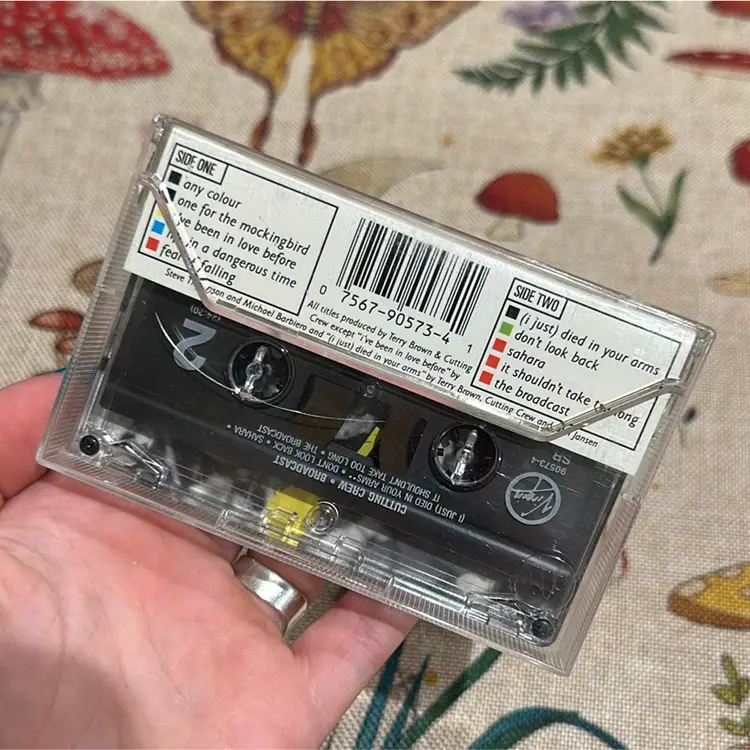 SIDE ONE
any colour
one for the mockingbird
i've been in love before
in a dangerous time
falling
Steve and Michael Barbiero and "(i just) died in your arms" by Terry Brown, Cutting Crew and Jansen
0 7567-90573-4 1
All titles produced by Terry Brown & Cutting
Crew except "i've been in love before" by
SIDE TWO
(i just) died in your arms
don't look back
sahara
it shouldn't take long
the broadcast
2
(24:20)
CUTTING CREW • BROADCAST
(I JUST) DIED IN YOUR ARMS** • DON'T LOOK BACK • SAHARA*
IT SHOULDN'T TAKE TOO LONG • THE BROADCAST
90573-4
SR
Virgin